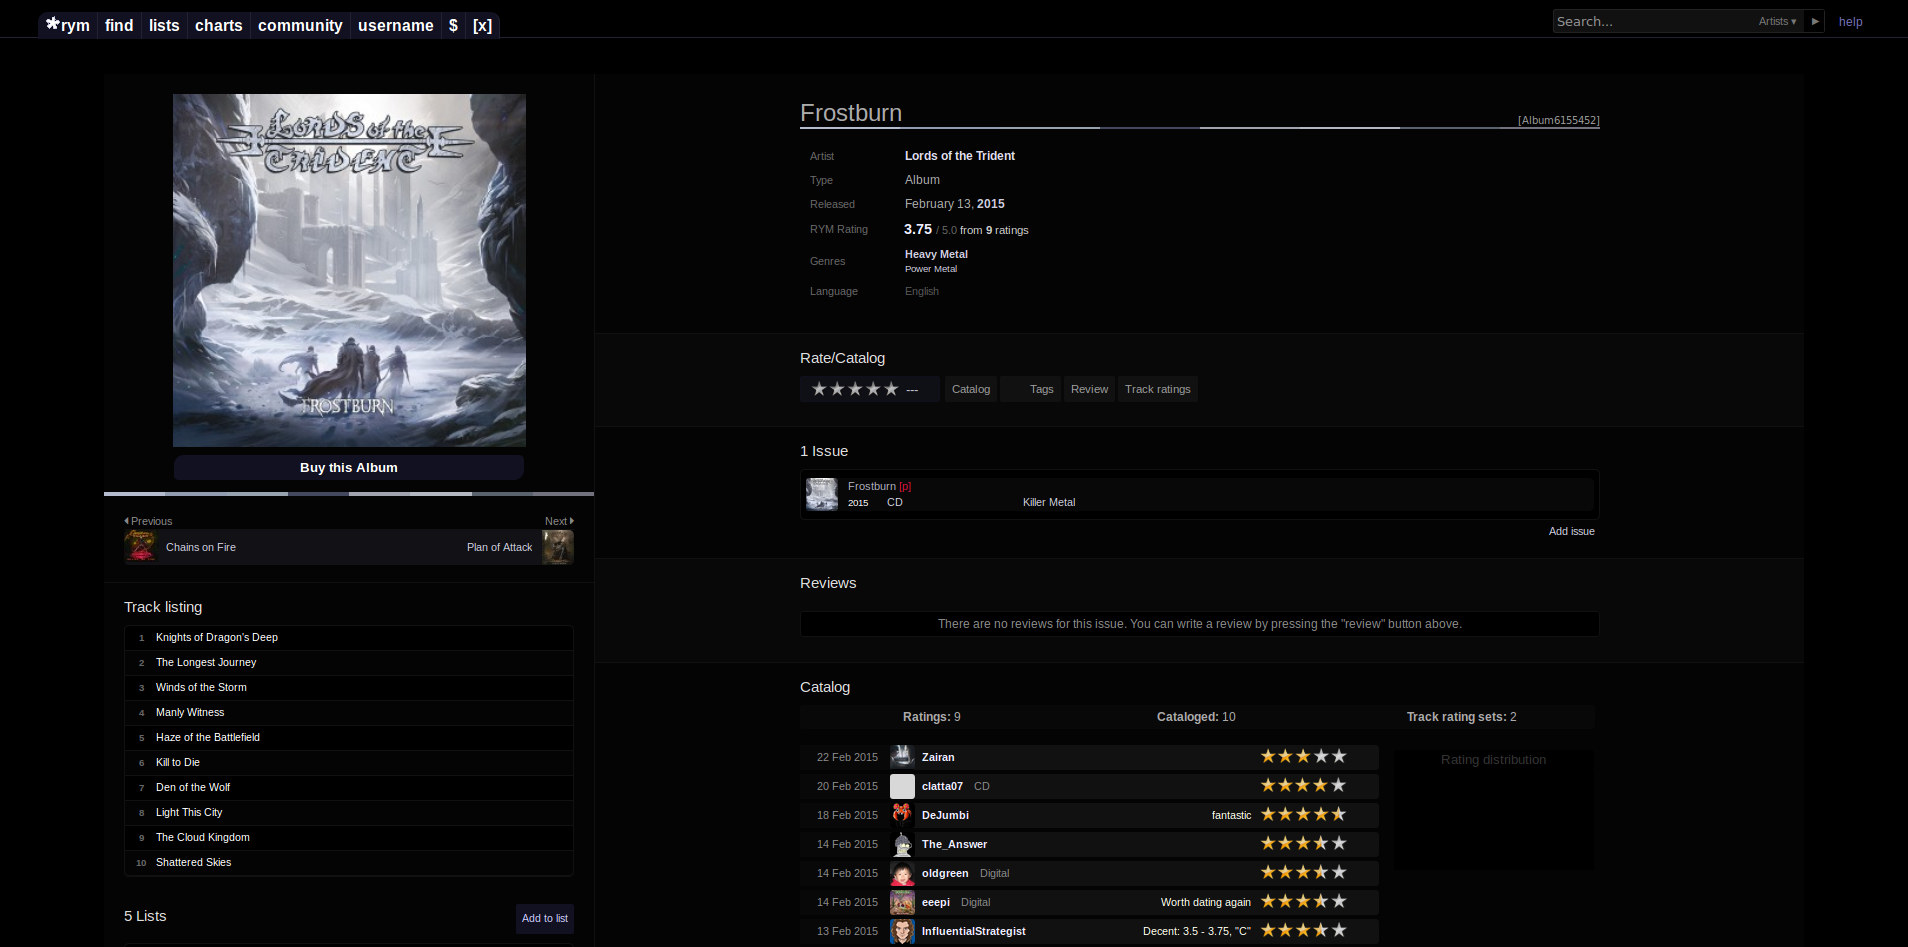 *rym find lists charts community username $ [x]
Search... Artists ▾ ► help
LORDS of the
TRIDENT
FROSTBURN
Buy this Album
Previous Next
Chains on Fire Plan of Attack
Track listing
1 Knights of Dragon's Deep
2 The Longest Journey
3 Winds of the Storm
4 Manly Witness
5 Haze of the Battlefield
6 Kill to Die
7 Den of the Wolf
8 Light This City
9 The Cloud Kingdom
10 Shattered Skies
5 Lists Add to list
Frostburn [Album6155452]
Artist Lords of the Trident
Type Album
Released February 13, 2015
RYM Rating 3.75 / 5.0 from 9 ratings
Genres Heavy Metal
Power Metal
Language English
Rate/Catalog
--- Catalog Tags Review Track ratings
1 Issue
Frostburn [p]
2015 CD Killer Metal
Add issue
Reviews
There are no reviews for this issue. You can write a review by pressing the "review" button above.
Catalog
Ratings: 9 Cataloged: 10 Track rating sets: 2
22 Feb 2015 Zairan
20 Feb 2015 clatta07 CD
18 Feb 2015 DeJumbi fantastic
14 Feb 2015 The_Answer
14 Feb 2015 oldgreen Digital
14 Feb 2015 eeepi Digital Worth dating again
13 Feb 2015 InfluentialStrategist Decent: 3.5 - 3.75, "C"
Rating distribution